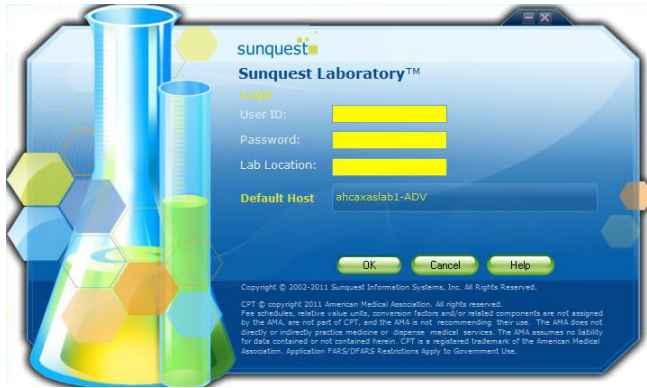 sunquest
Sunquest Laboratory™
Login
User ID:
Password:
Lab Location:
Default Host ahcaxaslab1-ADV
OK Cancel Help
Copyright © 2002-2011 Sunquest Information Systems, Inc. All Rights Reserved.
CPT © copyright 2011 American Medical Association. All rights reserved.
Fee schedules, relative value units, conversion factors and/or related components are not assigned
by the AMA, are not part of CPT, and the AMA is not recommending their use. The AMA does not
directly or indirectly practice medicine or dispense medical services. The AMA assumes no liability
for data contained or not contained herein. CPT is a registered trademark of the American Medical
Association. Application FARS/DFARS Restrictions Apply to Government Use.